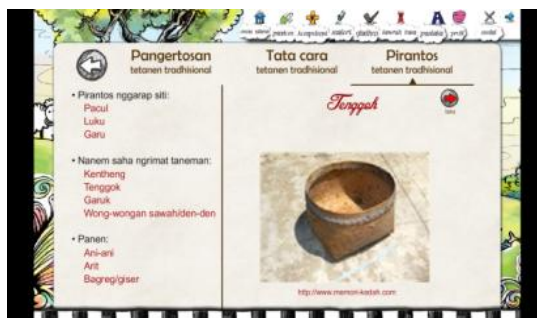 Pangertosan
tetanen tradhisional
Tata cara
tetanen tradhisional
Pirantos
tetanen tradhisional
• Pirantos nggarap siti:
Pacul
Luku
Garu
• Nanem saha ngrimat taneman:
Kentheng
Tenggok
Garuk
Wong-wongan sawah/den-den
• Panen:
Ani-ani
Arit
Bagreg/giser
Tenggok
http://www.memori-kedah.com